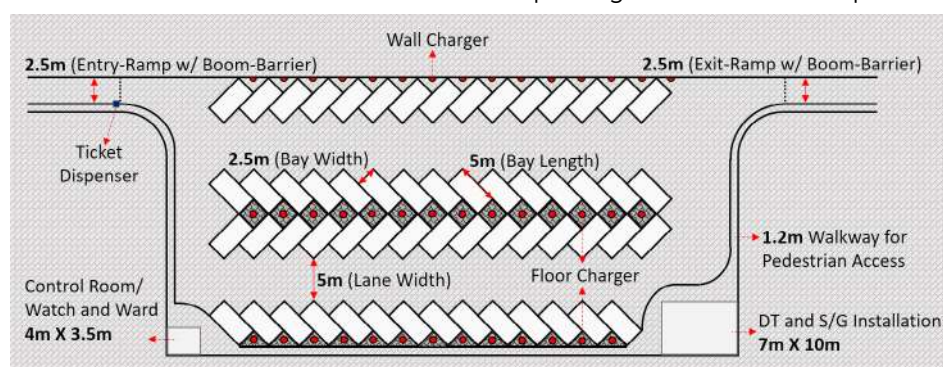 Wall Charger
2.5m (Entry-Ramp w/ Boom-Barrier)
2.5m (Exit-Ramp w/ Boom-Barrier)
Ticket
Dispenser
2.5m (Bay Width)
5m (Bay Length)
1.2m Walkway for
Pedestrian Access
Floor Charger
5m (Lane Width)
Control Room/
Watch and Ward
4m X 3.5m
DT and S/G Installation
7m X 10m